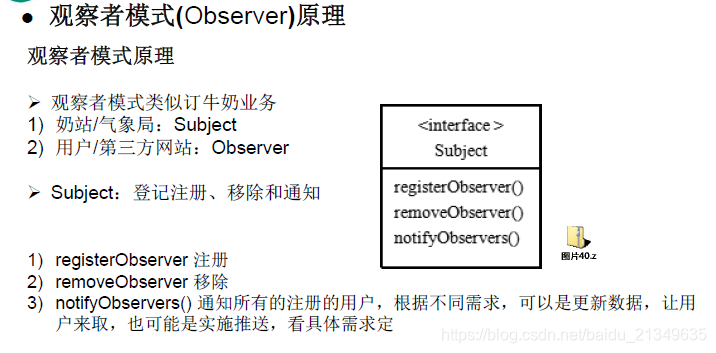 ● 观察者模式(Observer)原理
观察者模式原理
➢ 观察者模式类似订牛奶业务
1) 奶站/气象局：Subject
2) 用户/第三方网站：Observer
➢ Subject：登记注册、移除和通知
1) registerObserver 注册
2) removeObserver 移除
3) notifyObservers() 通知所有的注册的用户，根据不同需求，可以是更新数据，让用
户来取，也可能是实施推送，看具体需求定
<interface >
Subject
registerObserver()
removeObserver()
notifyObservers()
图片40.z
https://blog.csdn.net/baidu_21349635